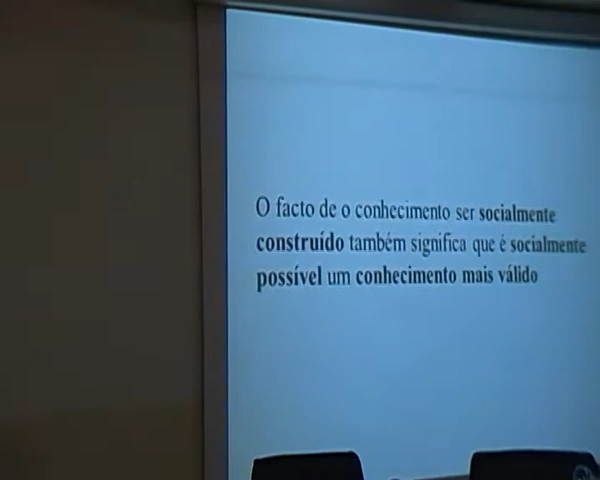 O facto de o conhecimento ser socialmente
construído também significa que é socialmente
possível um conhecimento mais válido